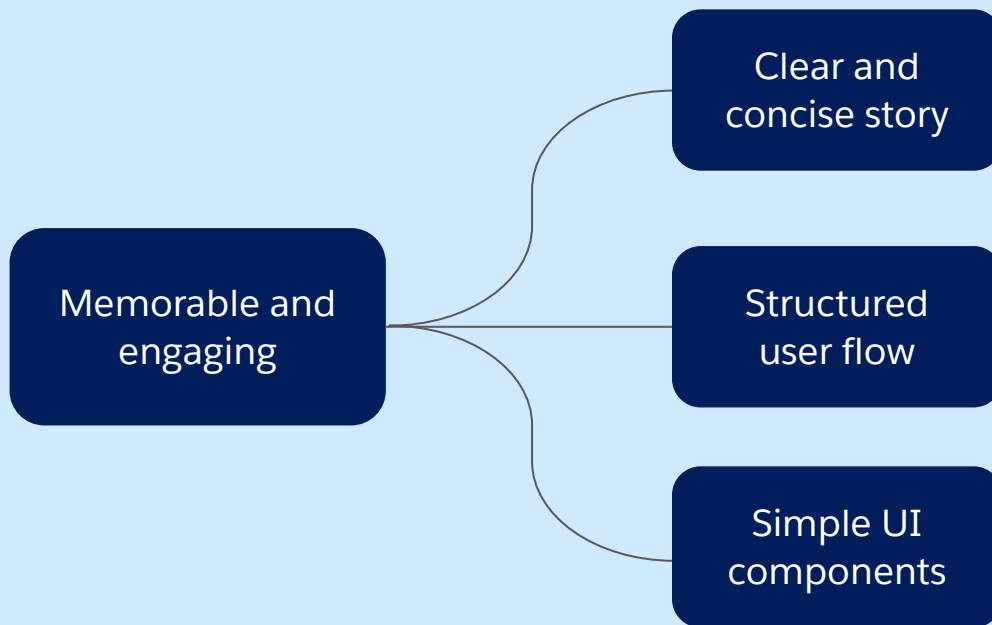 Clear and
concise story
Memorable and
engaging
Structured
user flow
Simple UI
components